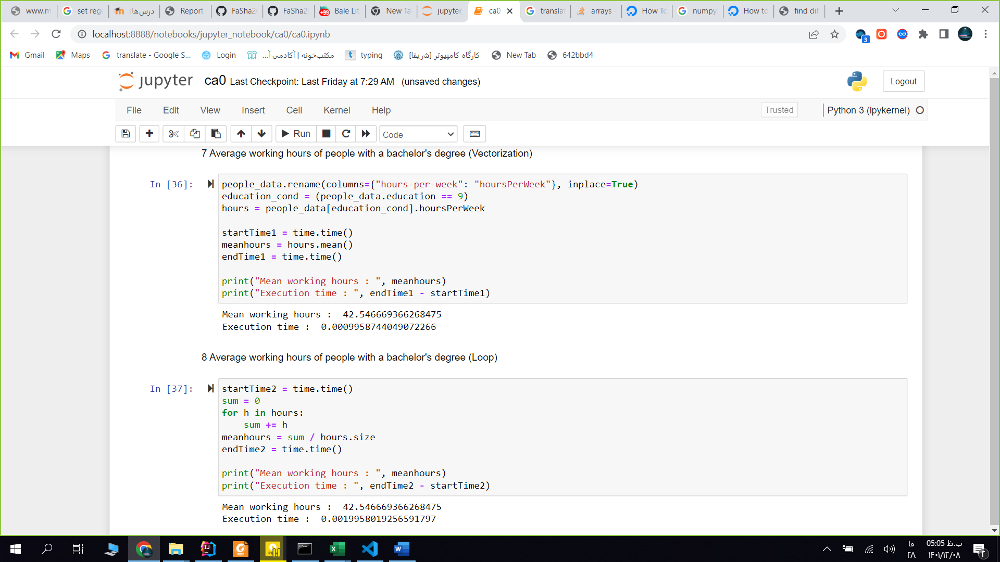 www.m
set reg
درس‌ها
Report
FaSha2
FaSha2
Bale Lit
New Ta
jupyter
ca0
translat
arrays -
How To
numpy
How to
find dif
localhost:8888/notebooks/jupyter_notebook/ca0/ca0.ipynb
3
Gmail
Maps
translate - Google S...
Login
مکتب‌خونه | آکادمی آ...
typing
کارگاه کامپیوتر [شریفا]
New Tab
642bbd4
jupyter ca0 Last Checkpoint: Last Friday at 7:29 AM (unsaved changes)
Logout
File Edit View Insert Cell Kernel Help
Trusted
Python 3 (ipykernel)
Run
Code
7 Average working hours of people with a bachelor's degree (Vectorization)
In [36]:
people_data.rename(columns={"hours-per-week": "hoursPerWeek"}, inplace=True)
education_cond = (people_data.education == 9)
hours = people_data[education_cond].hoursPerWeek
startTime1 = time.time()
meanhours = hours.mean()
endTime1 = time.time()
print("Mean working hours : ", meanhours)
print("Execution time : ", endTime1 - startTime1)
Mean working hours :  42.546669366268475
Execution time :  0.0009958744049072266
8 Average working hours of people with a bachelor's degree (Loop)
In [37]:
startTime2 = time.time()
sum = 0
for h in hours:
    sum += h
meanhours = sum / hours.size
endTime2 = time.time()
print("Mean working hours : ", meanhours)
print("Execution time : ", endTime2 - startTime2)
Mean working hours :  42.546669366268475
Execution time :  0.0019958019256591797
فا
FA
05:05 ب.ظ
۱۴۰۱/۱۲/۰۸
۲